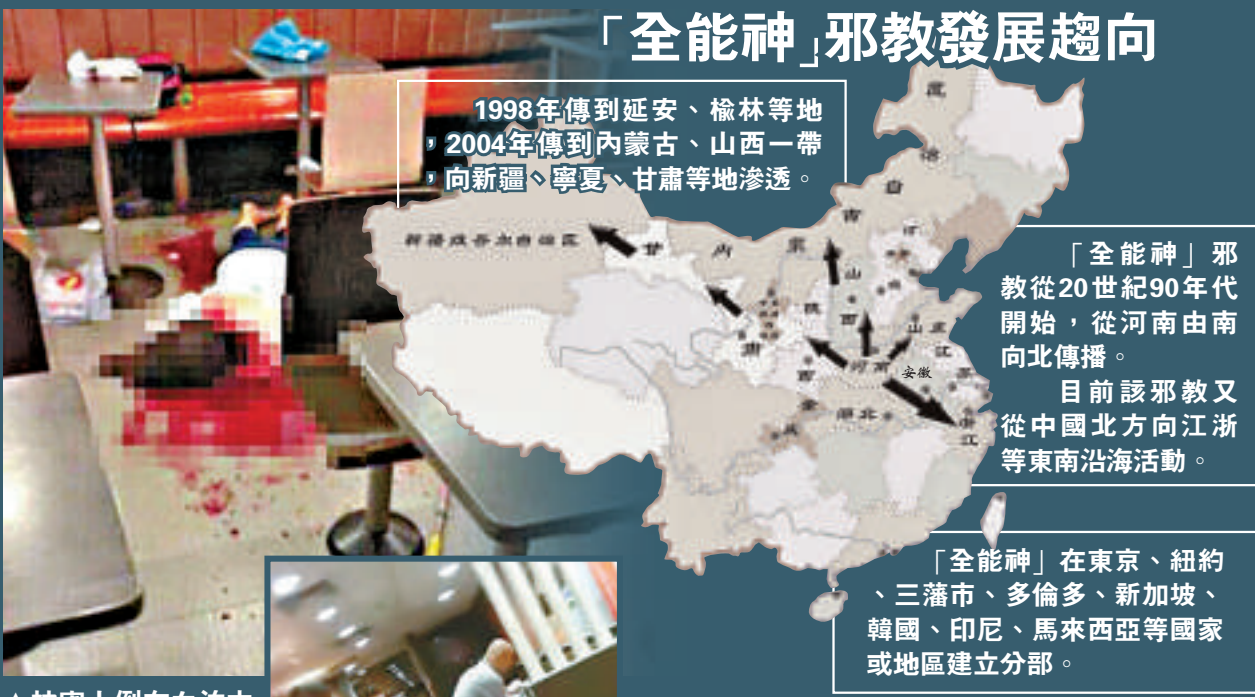 「全能神」邪教發展趨向
1998年傳到延安、榆林等地
，2004年傳到內蒙古、山西一帶
，向新疆、寧夏、甘肅等地滲透。
「全能神」邪
教從20世紀90年代
開始，從河南由南
向北傳播。
目前該邪教又
從中國北方向江浙
等東南沿海活動。
「全能神」在東京、紐約
、三藩市、多倫多、新加坡、
韓國、印尼、馬來西亞等國家
或地區建立分部。
區
治
自
古
蒙
內
甘
肅
山
西
陝
西
河南
山
東
江
蘇
安徽
湖北
浙
江